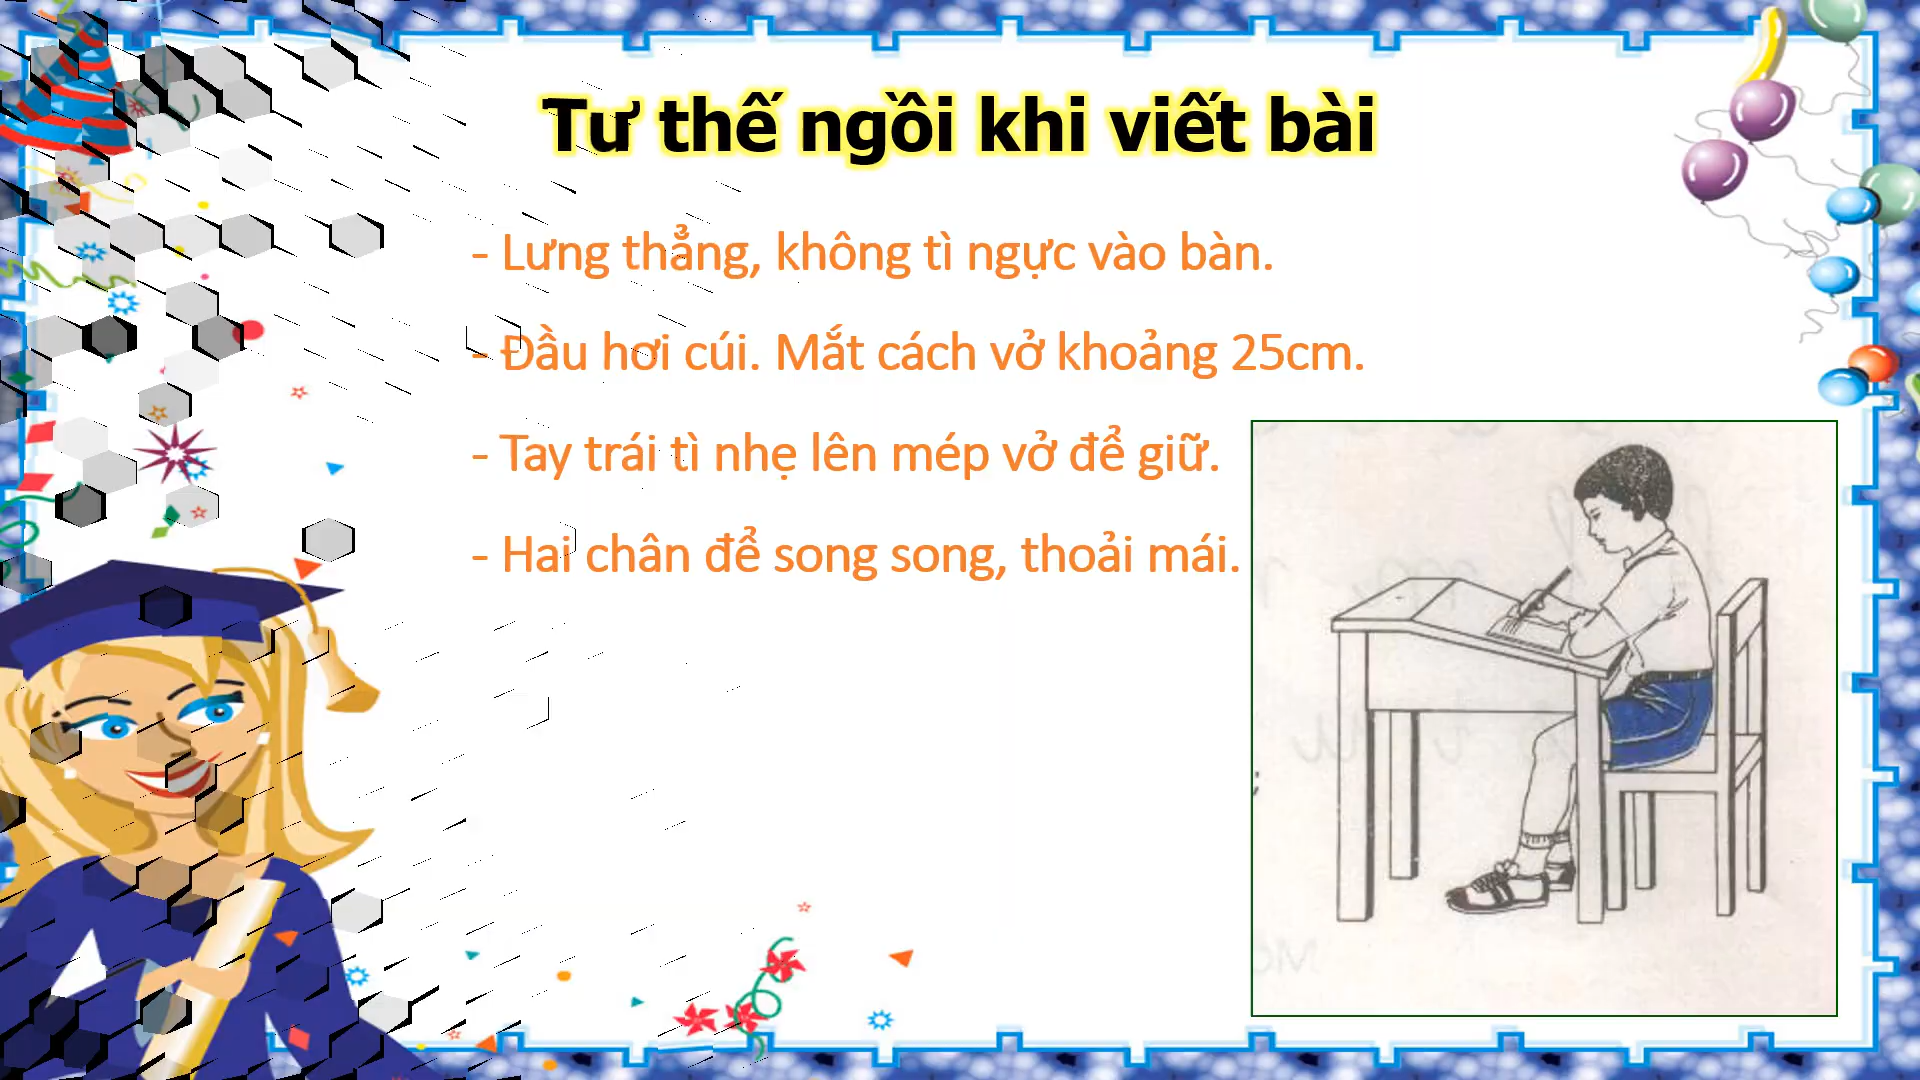 Tư thế ngồi khi viết bài
- Lưng thẳng, không tì ngực vào bàn.
- Đầu hơi cúi. Mắt cách vở khoảng 25cm.
- Tay trái tì nhẹ lên mép vở để giữ.
- Hai chân để song song, thoải mái.